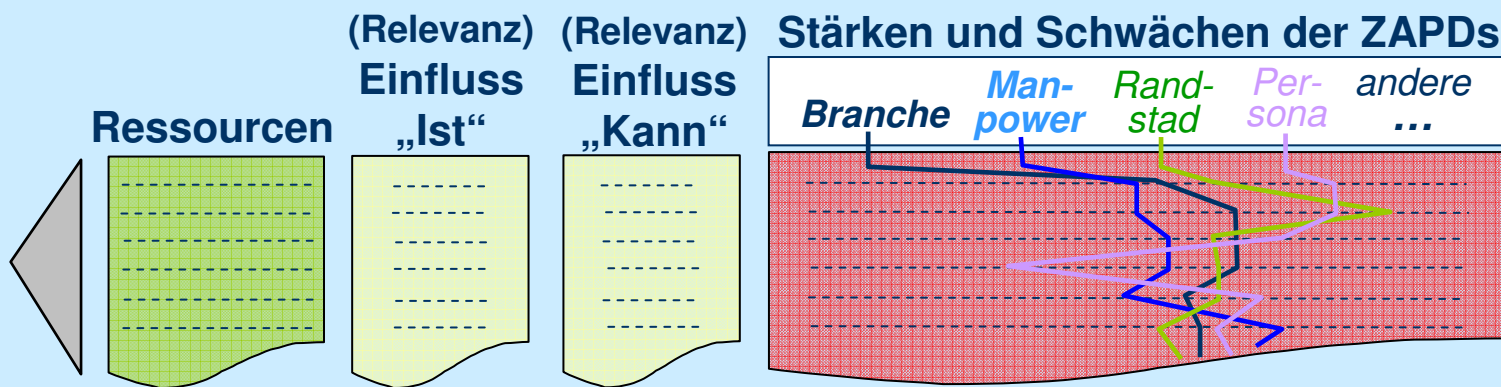 Ressourcen
(Relevanz)
Einfluss
„Ist“
(Relevanz)
Einfluss
„Kann“
Stärken und Schwächen der ZAPDs
Branche
Man-
power
Rand-
stad
Per-
sona
andere
...